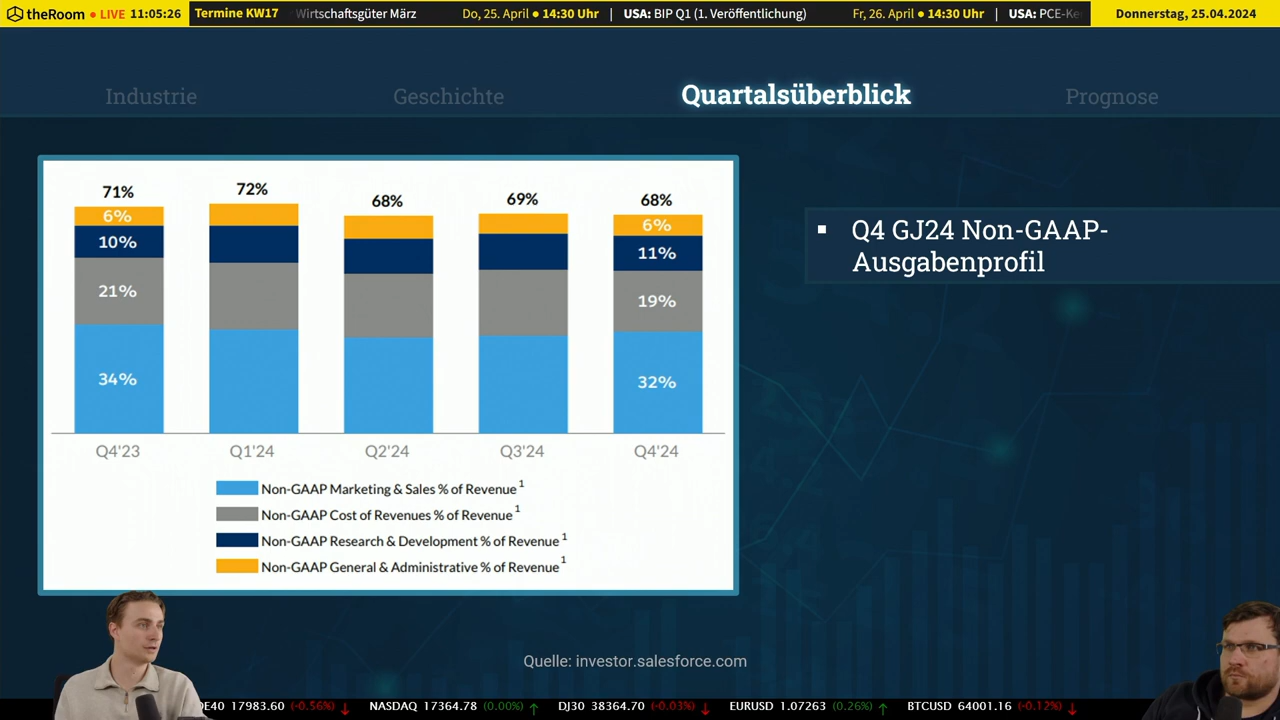 theRoom ● LIVE 11:05:26
Termine KW17 Wirtschaftsgüter März Do, 25. April ● 14:30 Uhr | USA: BIP Q1 (1. Veröffentlichung) Fr, 26. April ● 14:30 Uhr | USA: PCE-Ke
Donnerstag, 25.04.2024
Industrie Geschichte Quartalsüberblick Prognose
71% 72% 68% 69% 68%
6% 6%
10% 11%
21% 19%
34% 32%
Q4'23 Q1'24 Q2'24 Q3'24 Q4'24
Non-GAAP Marketing & Sales % of Revenue 1
Non-GAAP Cost of Revenues % of Revenue 1
Non-GAAP Research & Development % of Revenue 1
Non-GAAP General & Administrative % of Revenue 1
▪ Q4 GJ24 Non-GAAP-
Ausgabenprofil
Quelle: investor.salesforce.com
DE40 17983.60 (-0.56%) ↓ NASDAQ 17364.78 (0.00%) ↑ DJ30 38364.70 (-0.03%) ↓ EURUSD 1.07263 (0.26%) ↑ BTCUSD 64001.16 (-0.12%) ↓